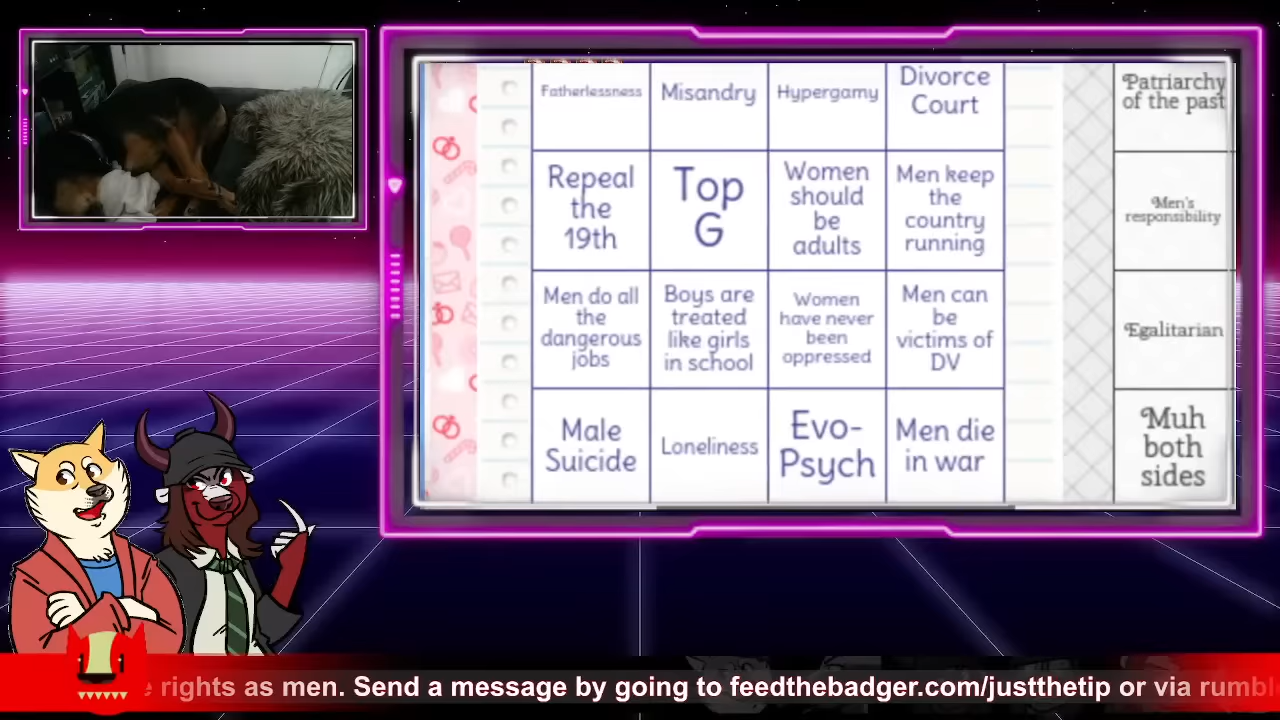 Fatherlessness
Misandry
Hypergamy
Divorce
Court
Patriarchy
of the past
Repeal
the
19th
Top
G
Women
should
be
adults
Men keep
the
country
running
Men's
responsibility
Men do all
the
dangerous
jobs
Boys are
treated
like girls
in school
Women
have never
been
oppressed
Men can
be
victims of
DV
Egalitarian
Male
Suicide
Loneliness
Evo-
Psych
Men die
in war
Muh
both
sides
rights as men. Send a message by going to feedthebadger.com/justthetip or via rumbl